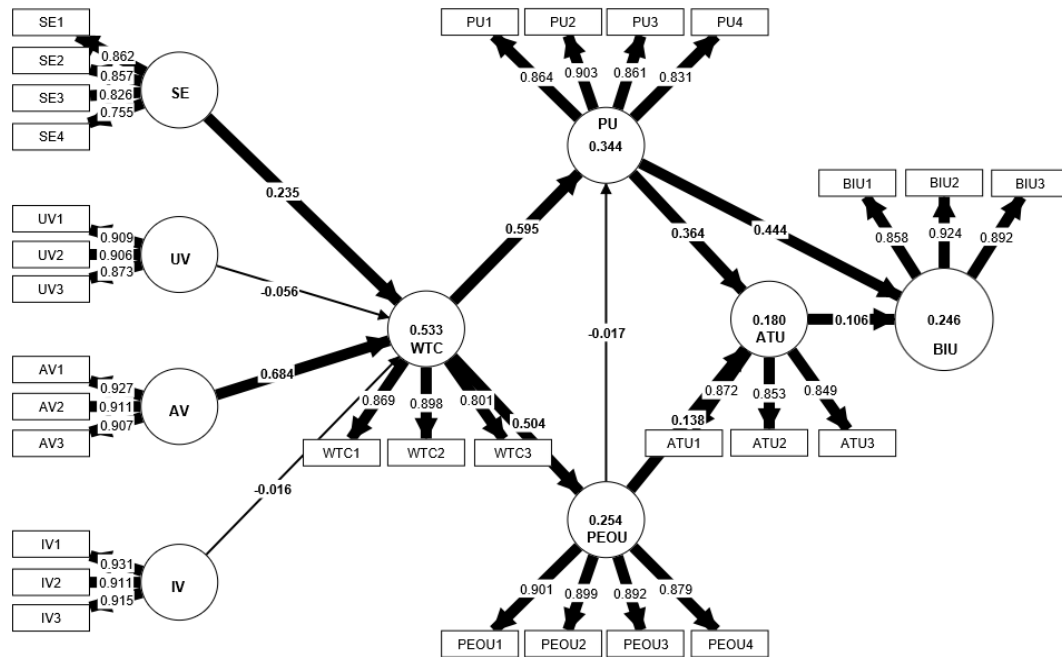 SE1
SE2
SE3
SE4
0.862
0.857
0.826
0.755
SE
UV1
UV2
UV3
0.909
0.906
0.873
UV
AV1
AV2
AV3
0.927
0.911
0.907
AV
IV1
IV2
IV3
0.931
0.911
0.915
IV
0.235
-0.056
0.684
-0.016
0.533
WTC
0.869
0.898
0.801
WTC1
WTC2
WTC3
0.595
0.504
PU1
PU2
PU3
PU4
0.864
0.903
0.861
0.831
PU
0.344
-0.017
0.254
PEOU
0.901
0.899
0.892
0.879
PEOU1
PEOU2
PEOU3
PEOU4
0.364
0.444
0.138
0.180
ATU
0.872
0.853
0.849
ATU1
ATU2
ATU3
0.106
BIU1
BIU2
BIU3
0.858
0.924
0.892
0.246
BIU